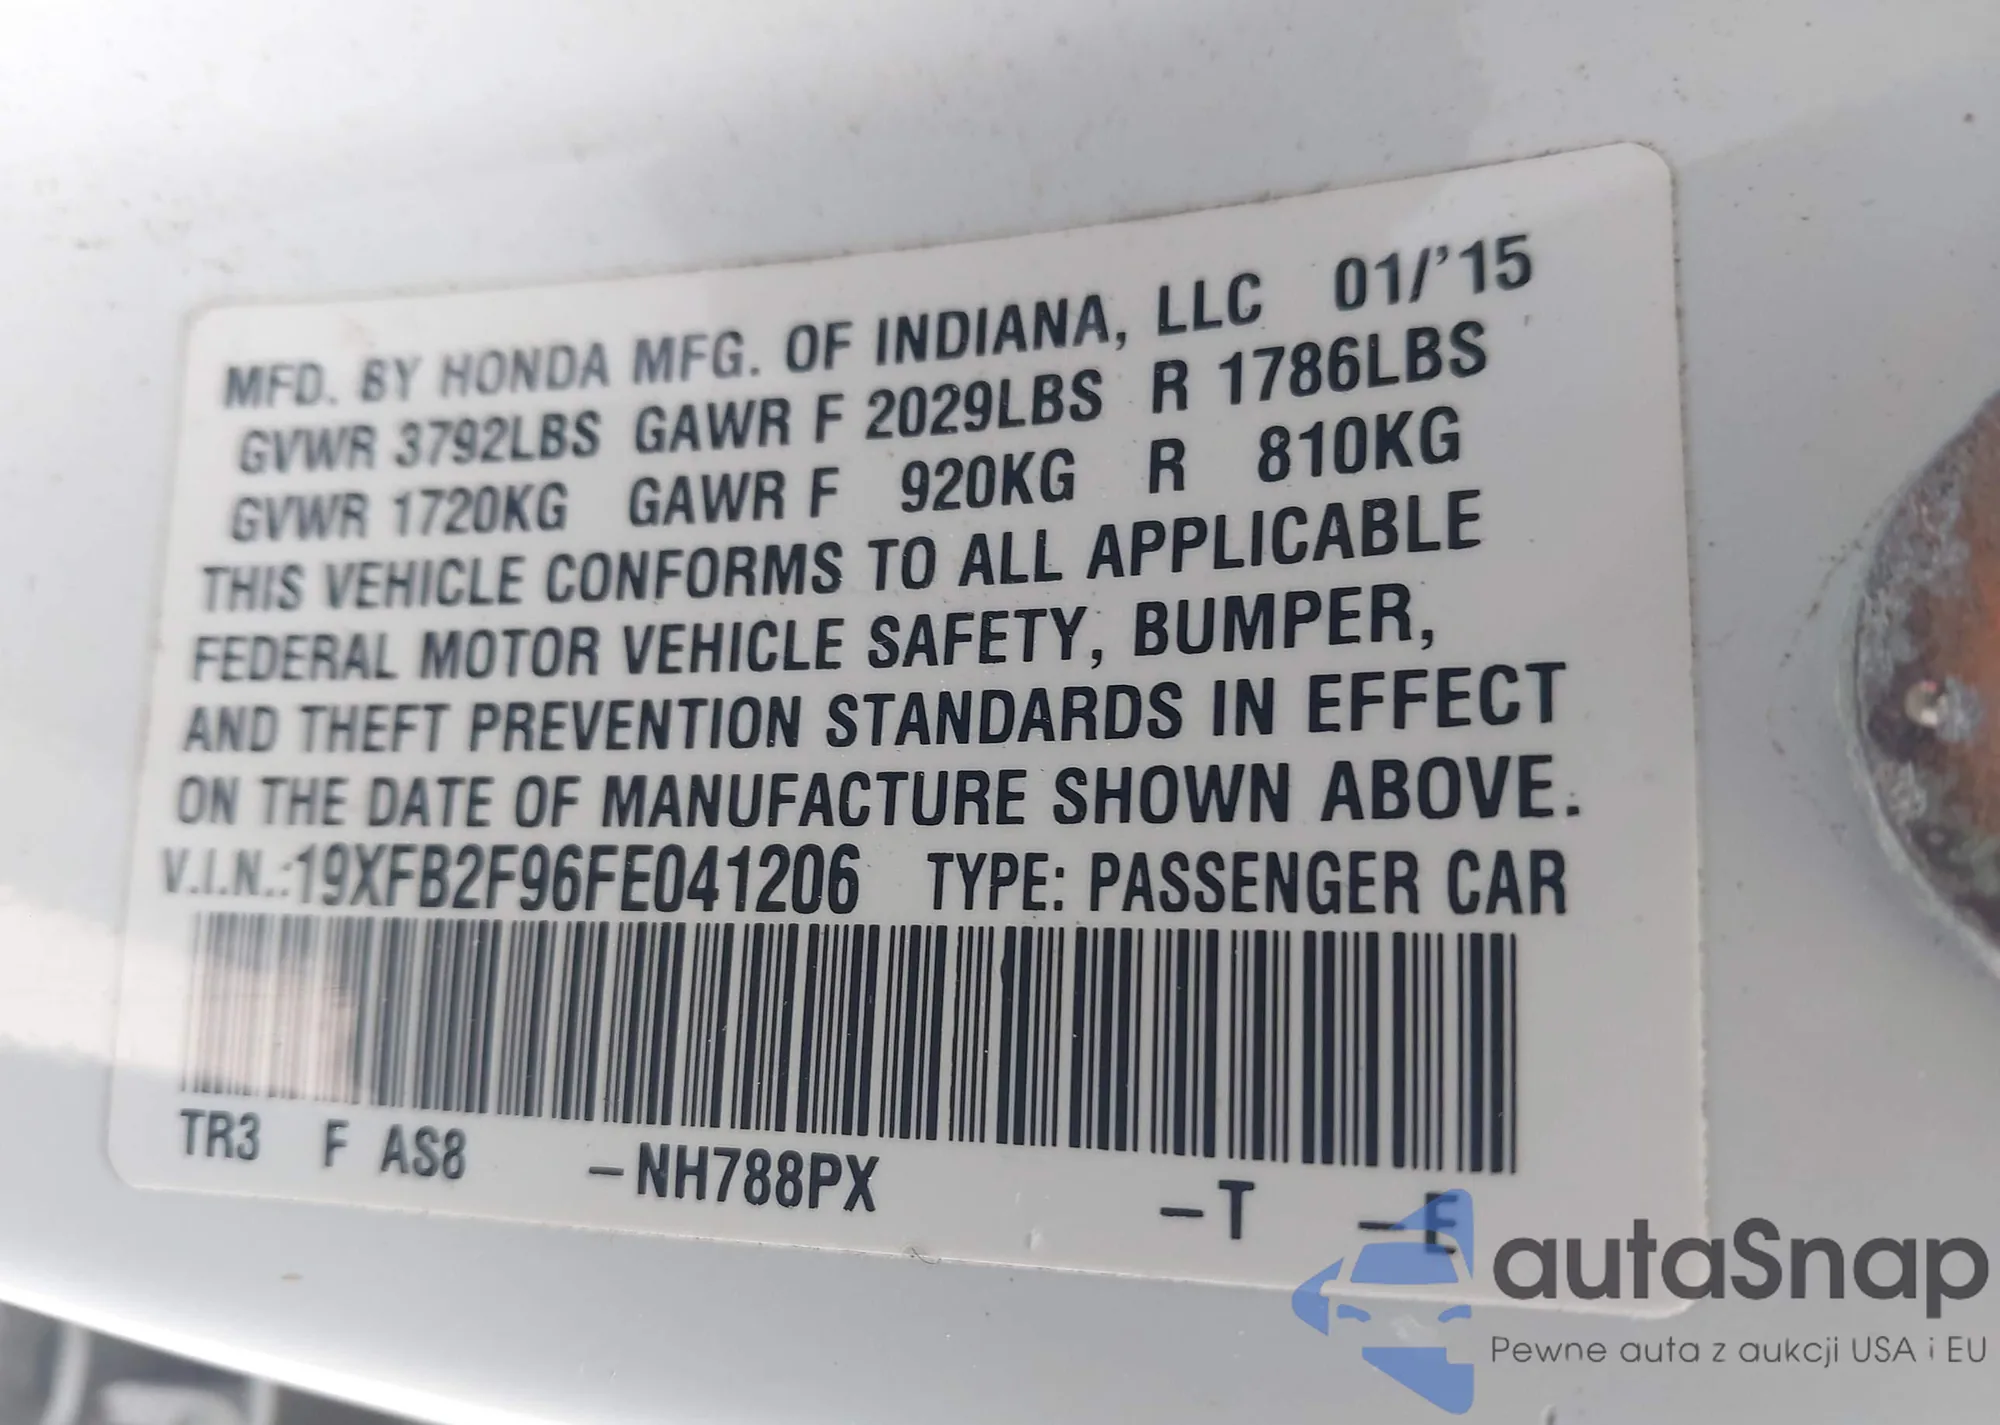 MFD. BY HONDA MFG. OF INDIANA, LLC 01/'15
GVWR 3792LBS GAWR F 2029LBS R 1786LBS
GVWR 1720KG GAWR F 920KG R 810KG
THIS VEHICLE CONFORMS TO ALL APPLICABLE
FEDERAL MOTOR VEHICLE SAFETY, BUMPER,
AND THEFT PREVENTION STANDARDS IN EFFECT
ON THE DATE OF MANUFACTURE SHOWN ABOVE.
V.I.N.:19XFB2F96FE041206 TYPE: PASSENGER CAR
TR3 F AS8 –NH788PX –T –E
autaSnap
Pewne auta z aukcji USA i EU